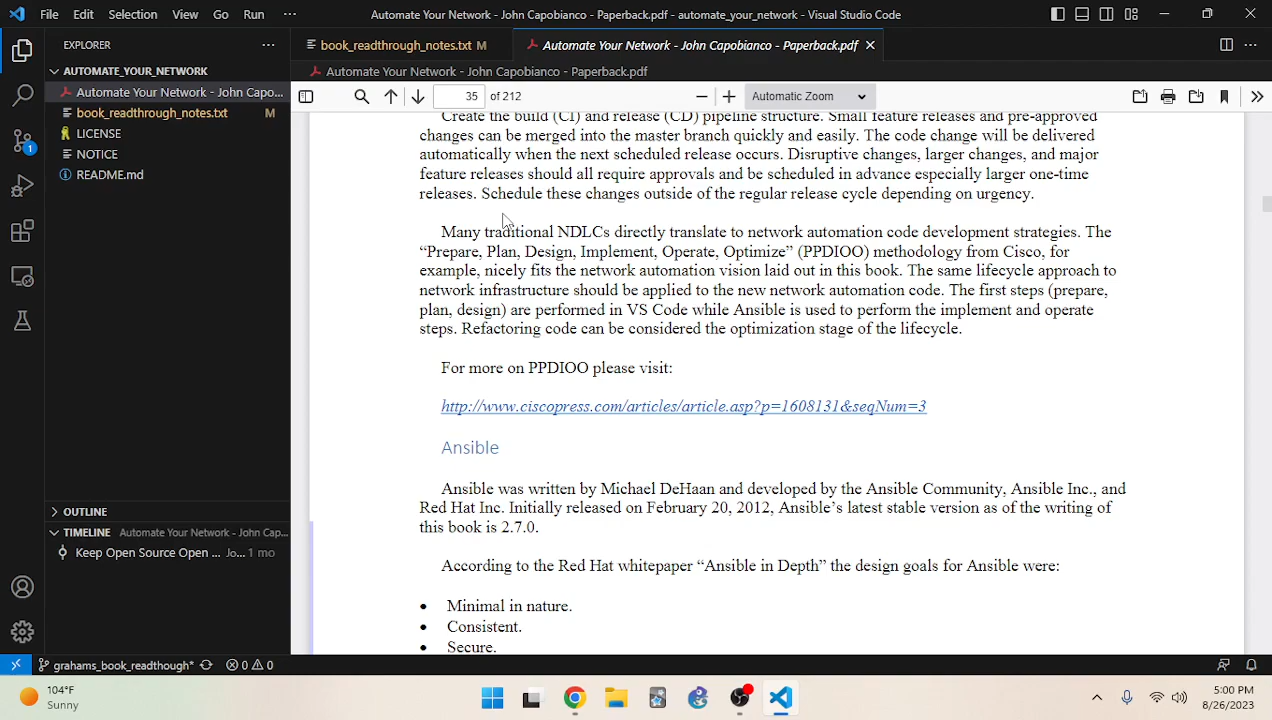 File Edit Selection View Go Run ··· Automate Your Network - John Capobianco - Paperback.pdf - automate_your_network - Visual Studio Code
EXPLORER ···
AUTOMATE_YOUR_NETWORK
Automate Your Network - John Capo...
book_readthrough_notes.txt M
LICENSE
NOTICE
README.md
OUTLINE
TIMELINE Automate Your Network - John Cap...
Keep Open Source Open ... Jo... 1 mo
book_readthrough_notes.txt M Automate Your Network - John Capobianco - Paperback.pdf
Automate Your Network - John Capobianco - Paperback.pdf
35 of 212 Automatic Zoom
Create the build (CI) and release (CD) pipeline structure. Small feature releases and pre-approved
changes can be merged into the master branch quickly and easily. The code change will be delivered
automatically when the next scheduled release occurs. Disruptive changes, larger changes, and major
feature releases should all require approvals and be scheduled in advance especially larger one-time
releases. Schedule these changes outside of the regular release cycle depending on urgency.
Many traditional NDLCs directly translate to network automation code development strategies. The
“Prepare, Plan, Design, Implement, Operate, Optimize” (PPDIOO) methodology from Cisco, for
example, nicely fits the network automation vision laid out in this book. The same lifecycle approach to
network infrastructure should be applied to the new network automation code. The first steps (prepare,
plan, design) are performed in VS Code while Ansible is used to perform the implement and operate
steps. Refactoring code can be considered the optimization stage of the lifecycle.
For more on PPDIOO please visit:
http://www.ciscopress.com/articles/article.asp?p=1608131&seqNum=3
Ansible
Ansible was written by Michael DeHaan and developed by the Ansible Community, Ansible Inc., and
Red Hat Inc. Initially released on February 20, 2012, Ansible’s latest stable version as of the writing of
this book is 2.7.0.
According to the Red Hat whitepaper “Ansible in Depth” the design goals for Ansible were:
• Minimal in nature.
• Consistent.
• Secure.
1
grahams_book_readthough* 0 0
104°F
Sunny
5:00 PM
8/26/2023